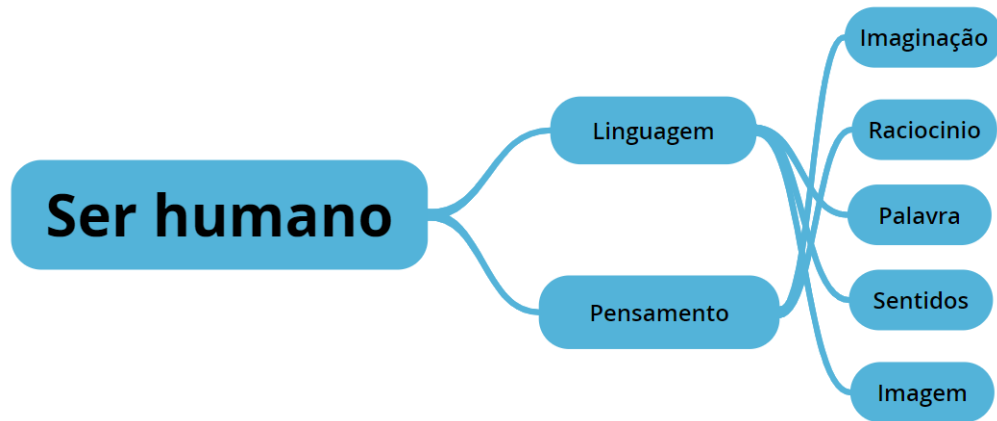 Ser humano
Linguagem
Pensamento
Imaginação
Raciocinio
Palavra
Sentidos
Imagem